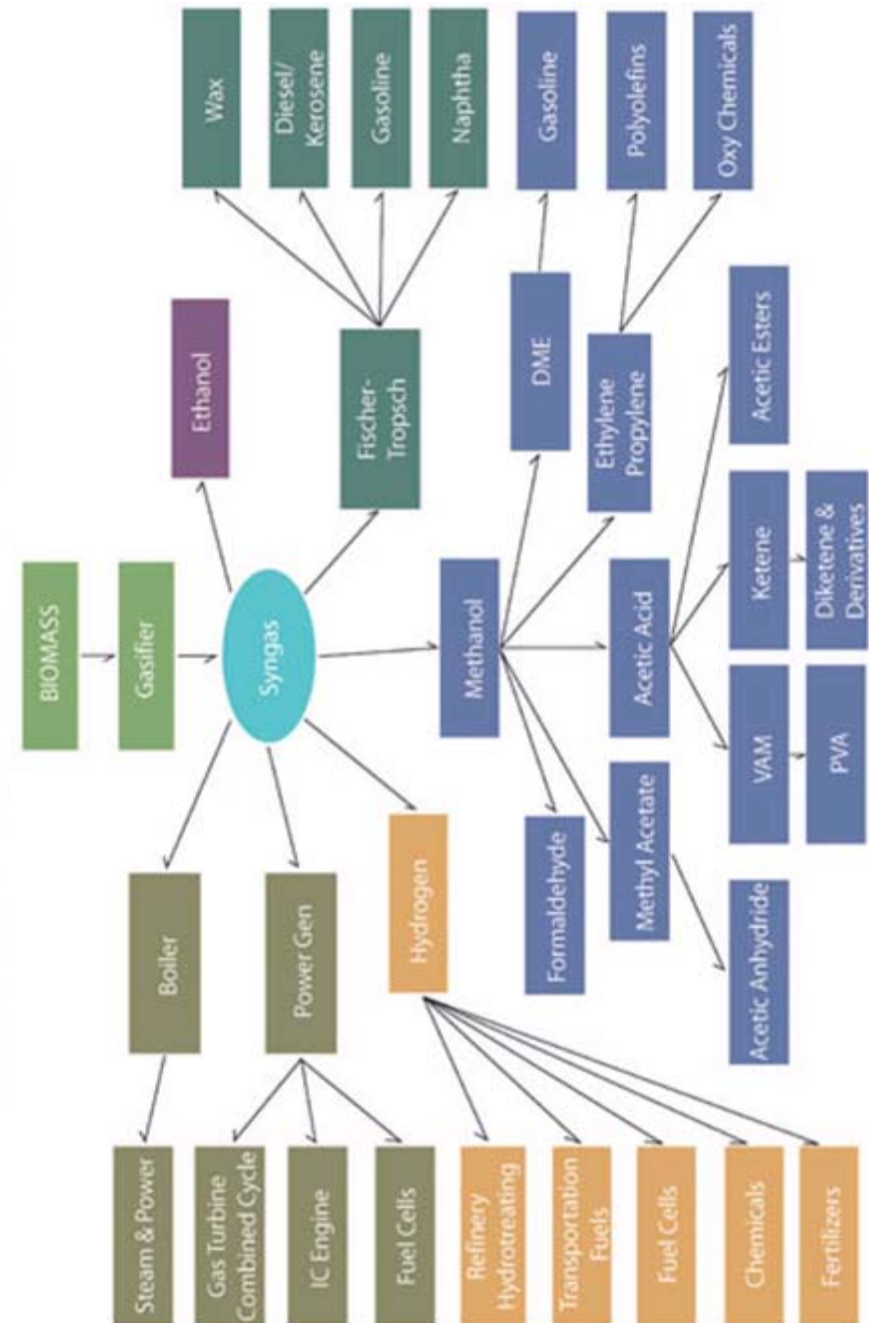 BIOMASS
Gasifier
Syngas
Boiler
Steam & Power
Power Gen
Gas Turbine
Combined Cycle
IC Engine
Fuel Cells
Hydrogen
Refinery
Hydrotreating
Transportation
Fuels
Fuel Cells
Chemicals
Fertilizers
Ethanol
Fischer-
Tropsch
Wax
Diesel/
Kerosene
Gasoline
Naphtha
Methanol
Formaldehyde
Methyl Acetate
Acetic Anhydride
Acetic Acid
VAM
PVA
Ketene
Diketene &
Derivatives
Acetic Esters
Ethylene
Propylene
Polyolefins
Oxy Chemicals
DME
Gasoline